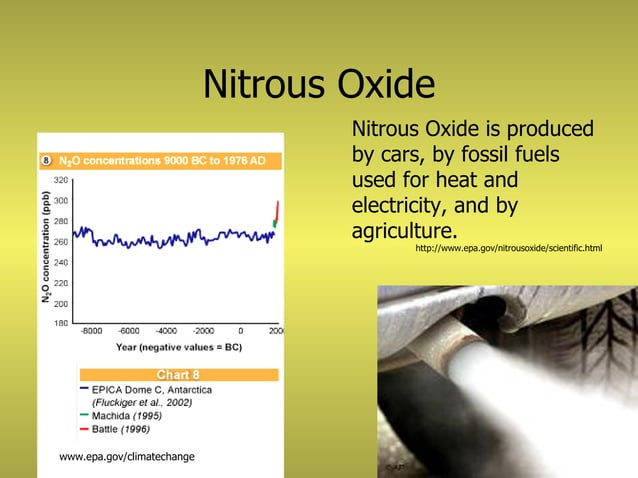 Nitrous Oxide
Nitrous Oxide is produced
by cars, by fossil fuels
used for heat and
electricity, and by
agriculture.
http://www.epa.gov/nitrousoxide/scientific.html
8 N₂O concentrations 9000 BC to 1976 AD
N₂O concentration (ppb)
320
300
280
260
240
220
200
180
-8000 -6000 -4000 -2000 0 2000
Year (negative values = BC)
Chart 8
EPICA Dome C, Antarctica
(Fluckiger et al., 2002)
Machida (1995)
Battle (1996)
www.epa.gov/climatechange